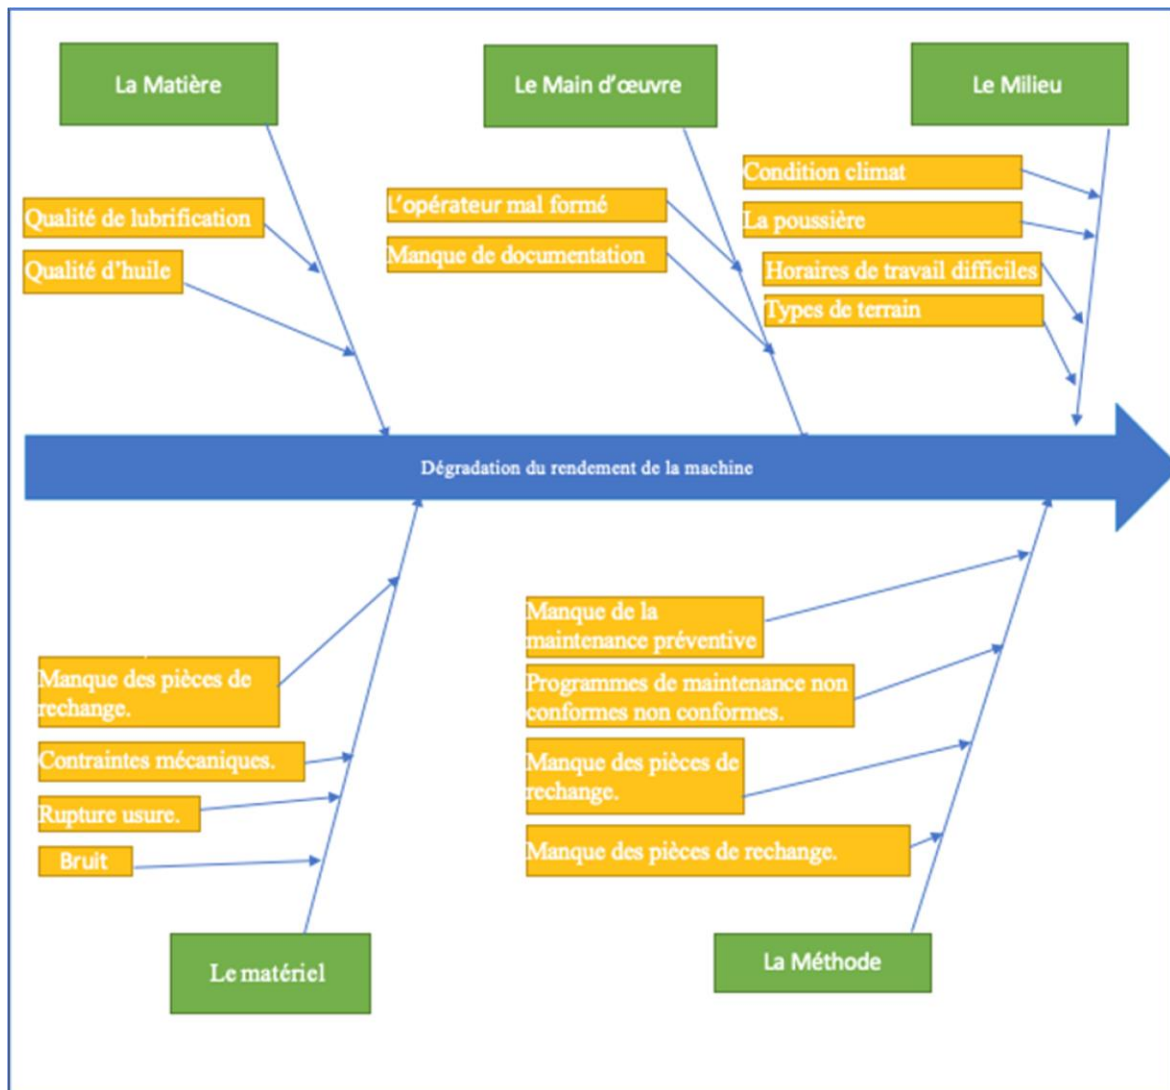 La Matière
Le Main d'œuvre
Le Milieu
Qualité de lubrification
Qualité d'huile
L'opérateur mal formé
Manque de documentation
Condition climat
La poussière
Horaires de travail difficiles
Types de terrain
Dégradation du rendement de la machine
Manque des pièces de
rechange.
Contraintes mécaniques.
Rupture usure.
Bruit
Manque de la
maintenance préventive
Programmes de maintenance non
conformes non conformes.
Manque des pièces de
rechange.
Manque des pièces de rechange.
Le matériel
La Méthode